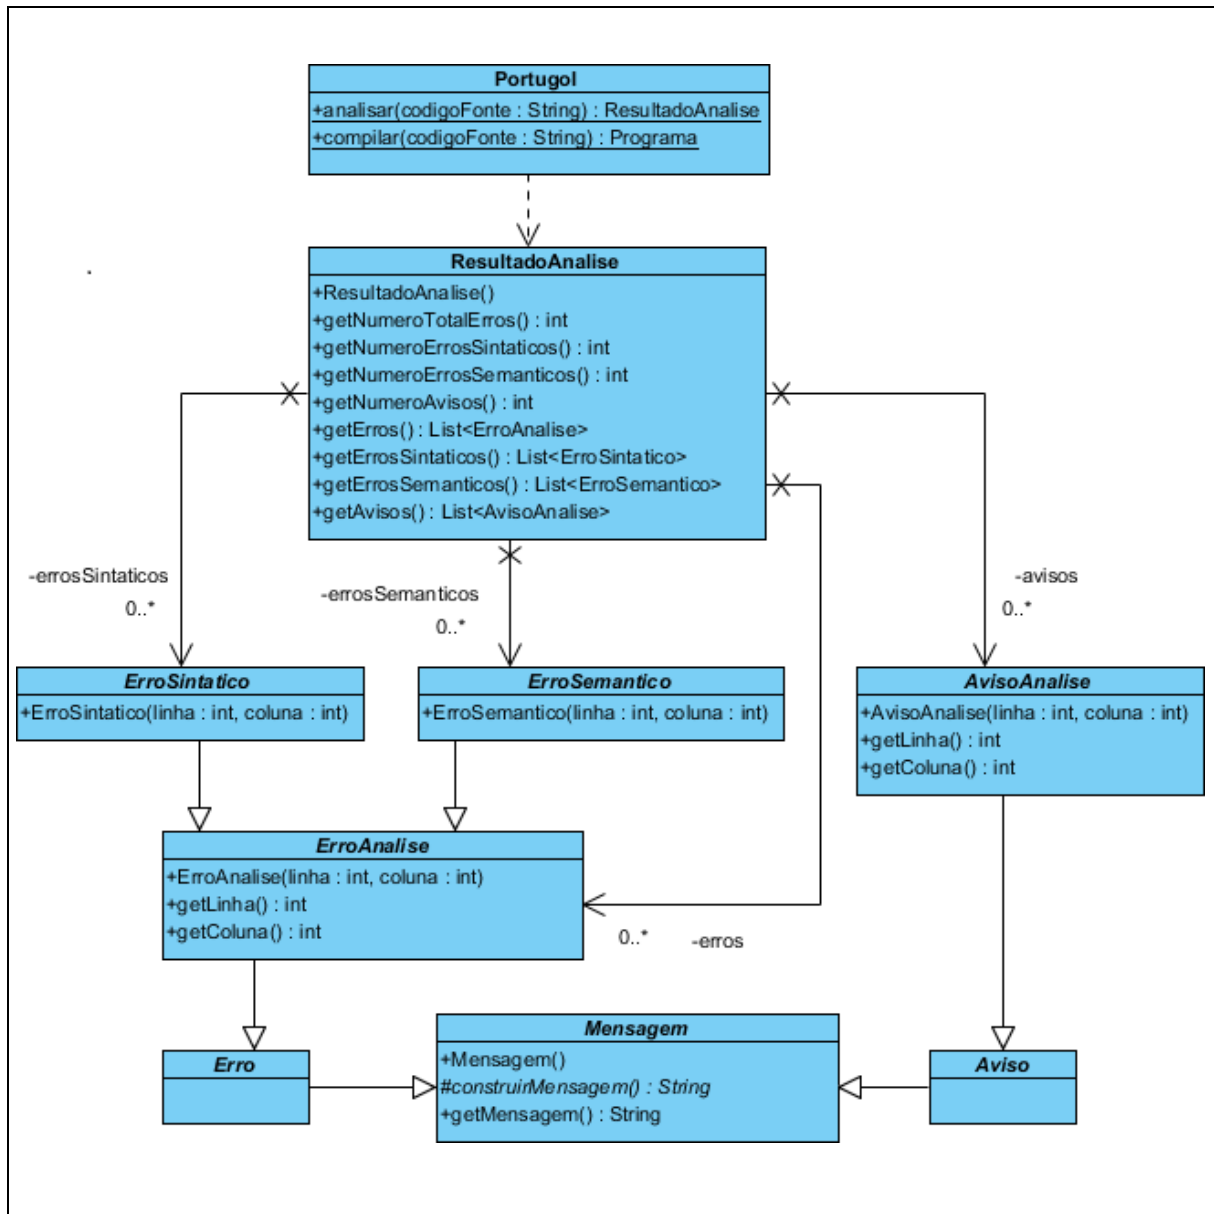 Portugol
+analisar(codigoFonte : String) : ResultadoAnalise
+compilar(codigoFonte : String) : Programa
ResultadoAnalise
+ResultadoAnalise()
+getNumeroTotalErros() : int
+getNumeroErrosSintaticos() : int
+getNumeroErrosSemanticos() : int
+getNumeroAvisos() : int
+getErros() : List<ErroAnalise>
+getErrosSintaticos() : List<ErroSintatico>
+getErrosSemanticos() : List<ErroSemantico>
+getAvisos() : List<AvisoAnalise>
-errosSintaticos
0..*
-errosSemanticos
0..*
-avisos
0..*
ErroSintatico
+ErroSintatico(linha : int, coluna : int)
ErroSemantico
+ErroSemantico(linha : int, coluna : int)
AvisoAnalise
+AvisoAnalise(linha : int, coluna : int)
+getLinha() : int
+getColuna() : int
ErroAnalise
+ErroAnalise(linha : int, coluna : int)
+getLinha() : int
+getColuna() : int
0..*
-erros
Erro
Mensagem
+Mensagem()
#construirMensagem() : String
+getMensagem() : String
Aviso